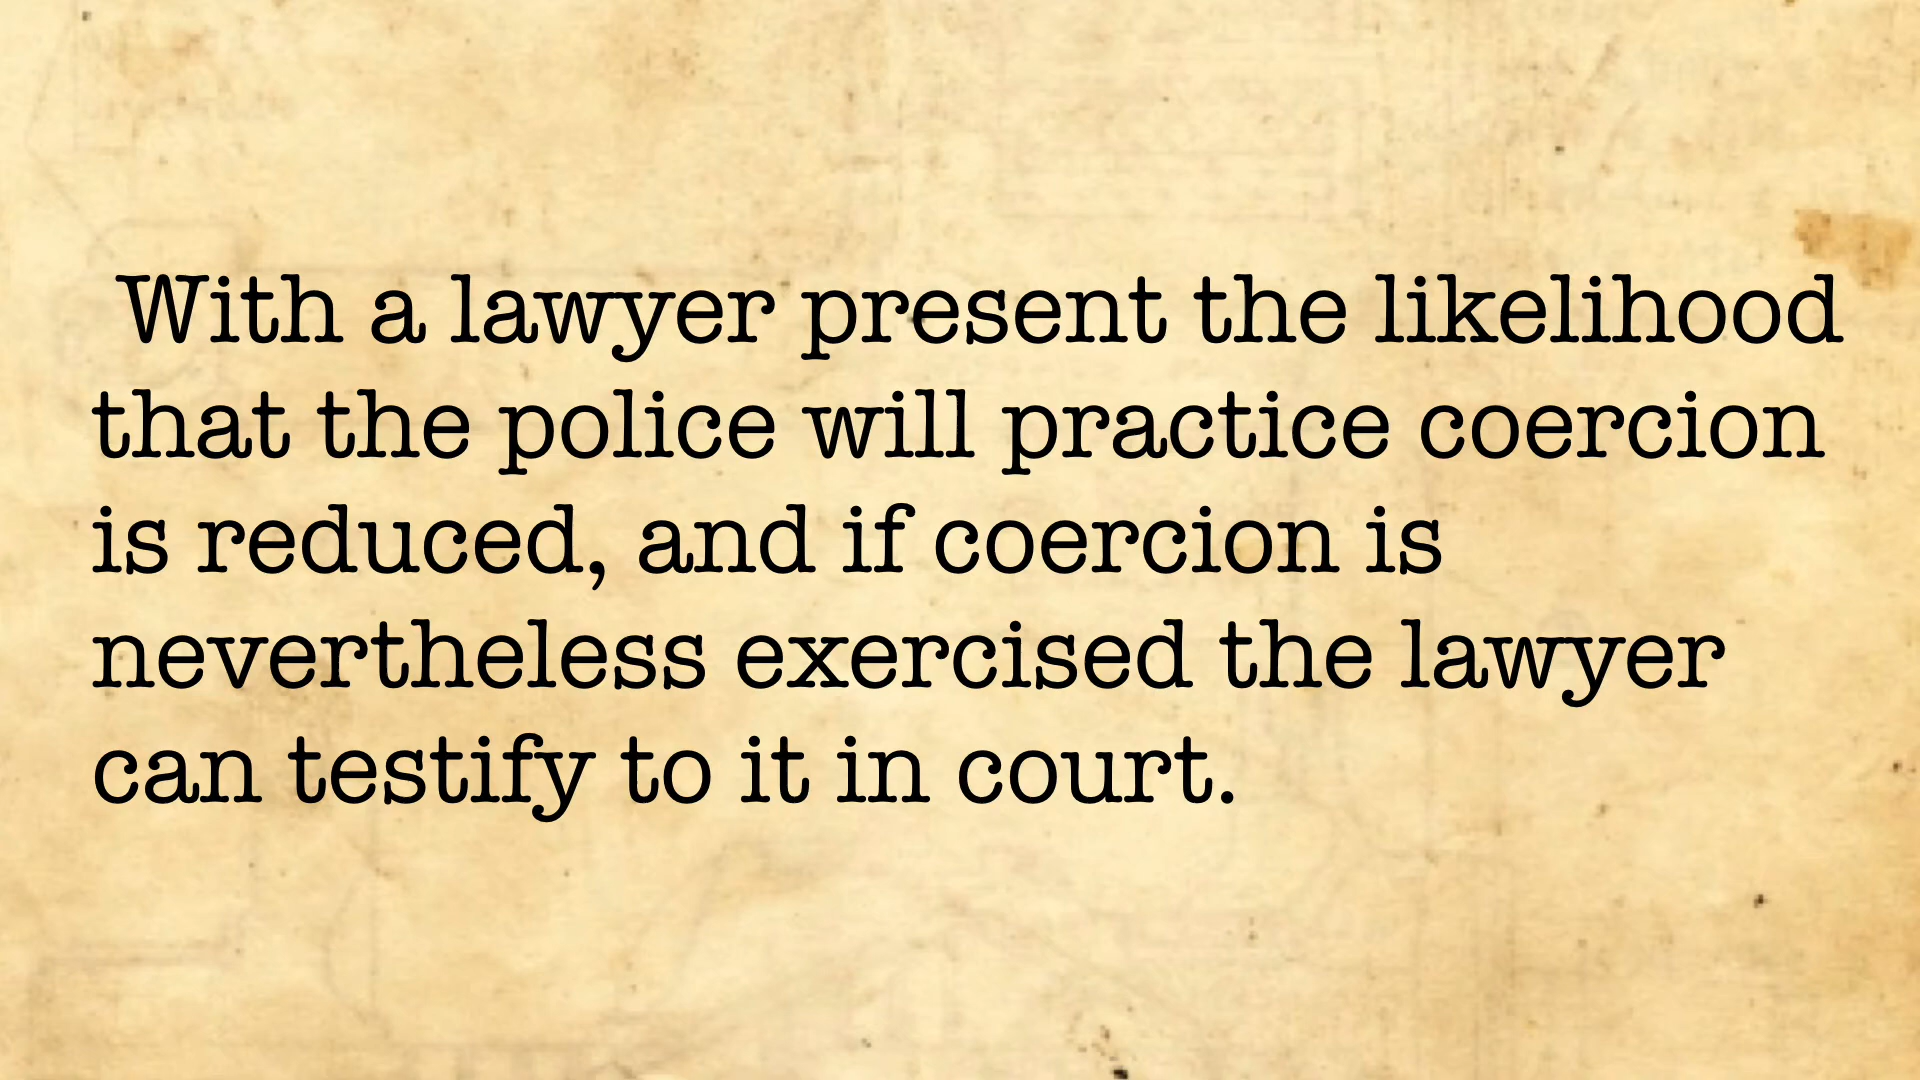 With a lawyer present the likelihood
that the police will practice coercion
is reduced, and if coercion is
nevertheless exercised the lawyer
can testify to it in court.